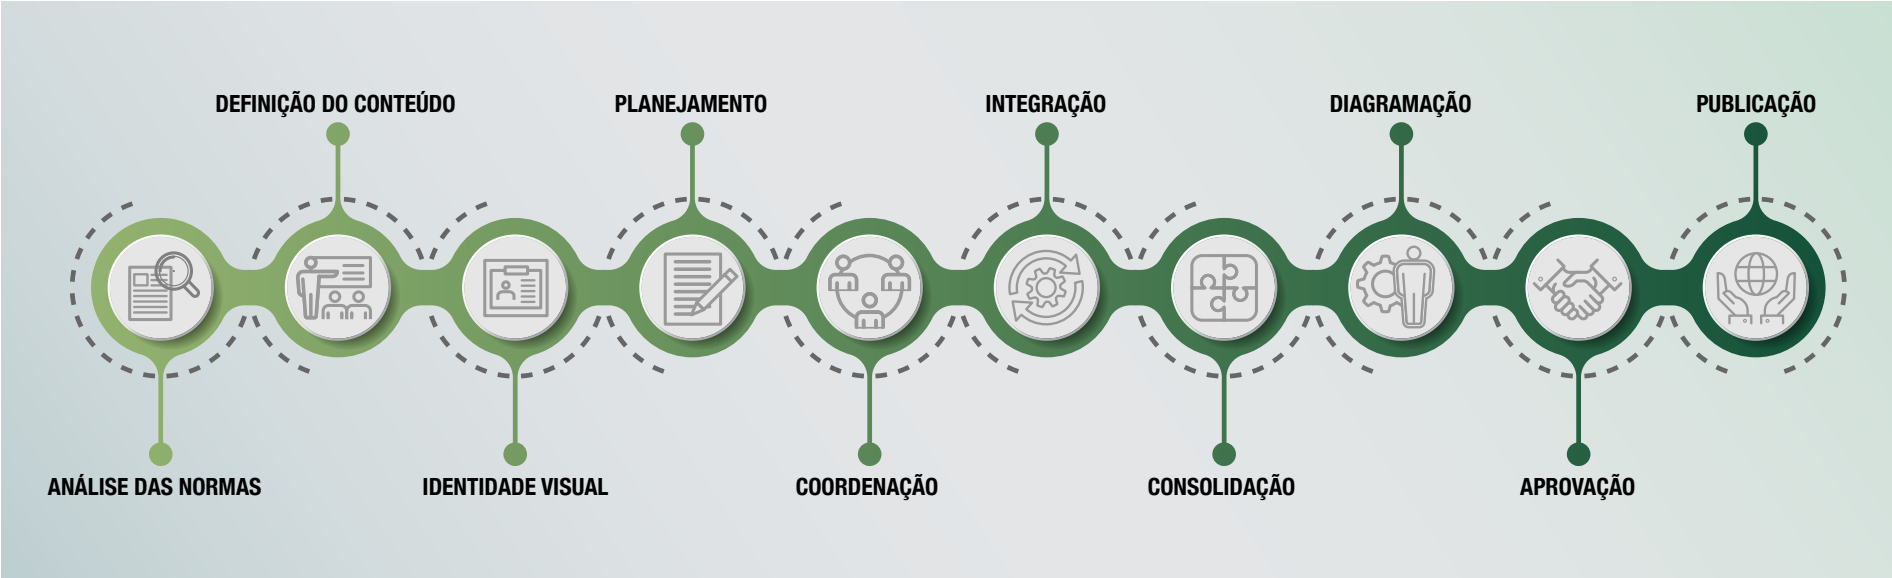 DEFINIÇÃO DO CONTEÚDO
PLANEJAMENTO
INTEGRAÇÃO
DIAGRAMAÇÃO
PUBLICAÇÃO
ANÁLISE DAS NORMAS
IDENTIDADE VISUAL
COORDENAÇÃO
CONSOLIDAÇÃO
APROVAÇÃO